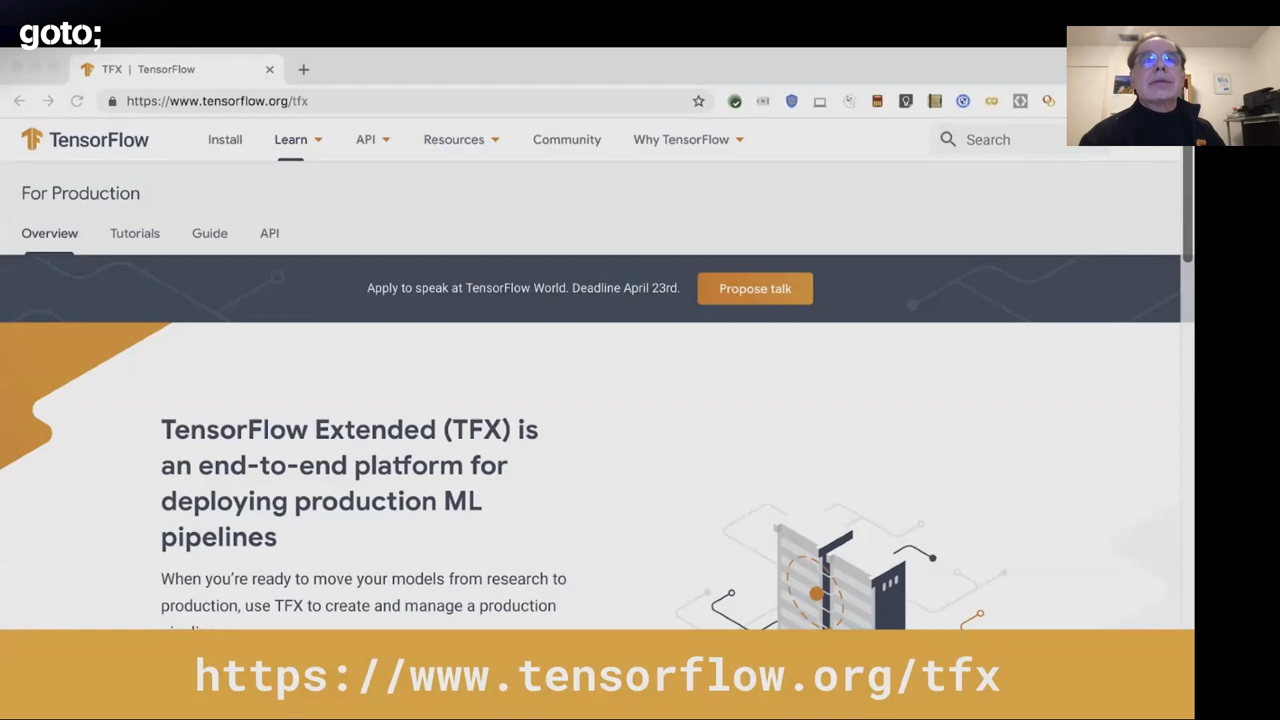 goto;
TFX | TensorFlow
https://www.tensorflow.org/tfx
TensorFlow
Install
Learn
API
Resources
Community
Why TensorFlow
Search
For Production
Overview
Tutorials
Guide
API
Apply to speak at TensorFlow World. Deadline April 23rd.
Propose talk
TensorFlow Extended (TFX) is
an end-to-end platform for
deploying production ML
pipelines
When you're ready to move your models from research to
production, use TFX to create and manage a production
https://www.tensorflow.org/tfx